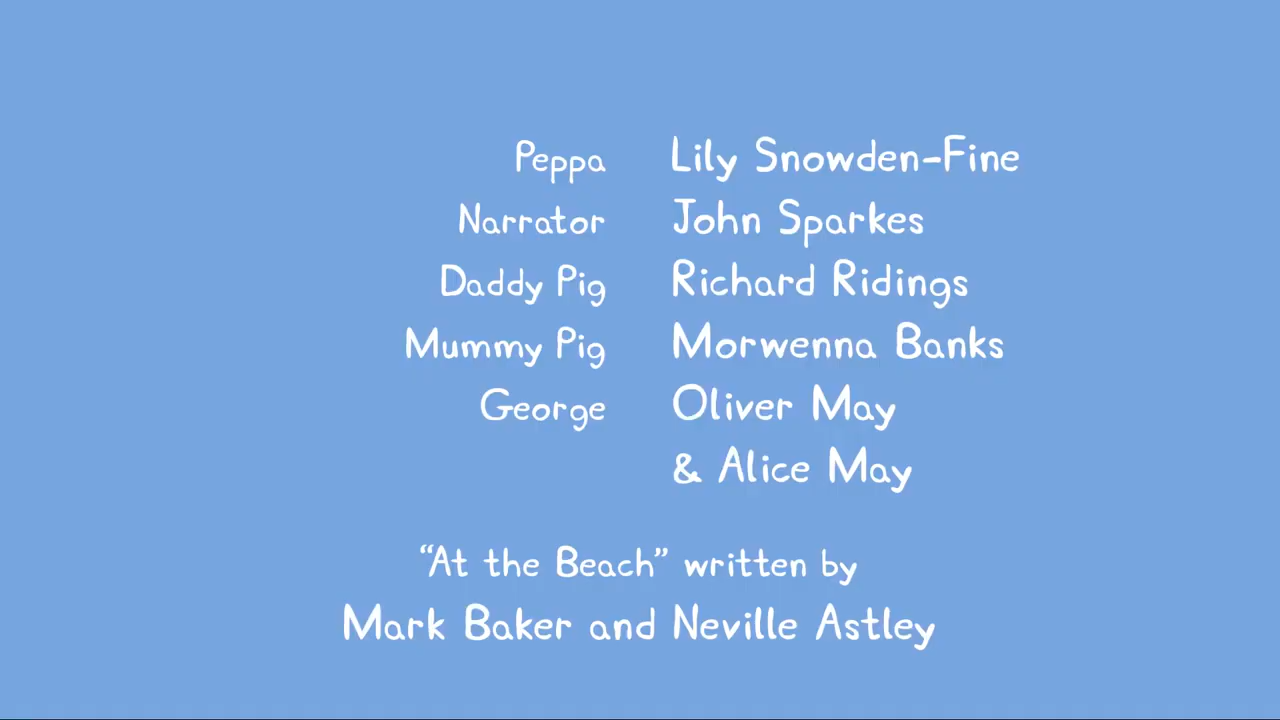 Peppa Lily Snowden-Fine
Narrator John Sparkes
Daddy Pig Richard Ridings
Mummy Pig Morwenna Banks
George Oliver May
& Alice May
“At the Beach” written by
Mark Baker and Neville Astley